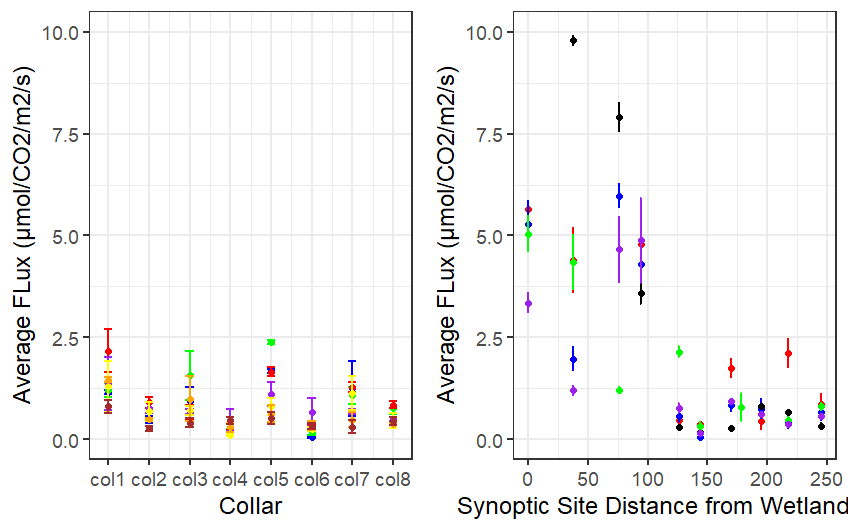 Average FLux (μmol/CO2/m2/s)
10.0
7.5
5.0
2.5
0.0
col1 col2 col3 col4 col5 col6 col7 col8
Collar
Average FLux (μmol/CO2/m2/s)
10.0
7.5
5.0
2.5
0.0
0 50 100 150 200 250
Synoptic Site Distance from Wetland